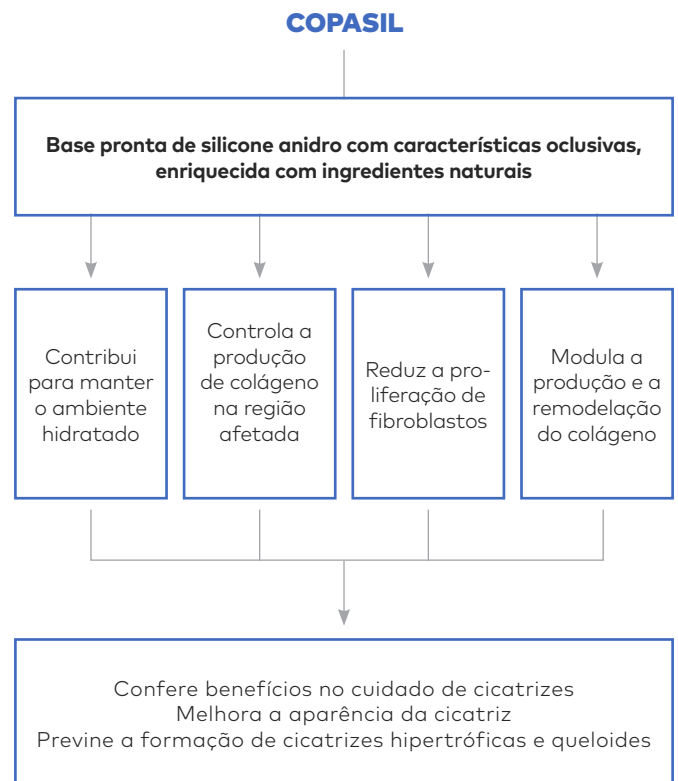 COPASIL
Base pronta de silicone anidro com características oclusivas,
enriquecida com ingredientes naturais
Contribui
para manter
o ambiente
hidratado
Controla a
produção
de colágeno
na região
afetada
Reduz a pro-
liferação de
fibroblastos
Modula a
produção e a
remodelação
do colágeno
Confere benefícios no cuidado de cicatrizes
Melhora a aparência da cicatriz
Previne a formação de cicatrizes hipertróficas e queloides